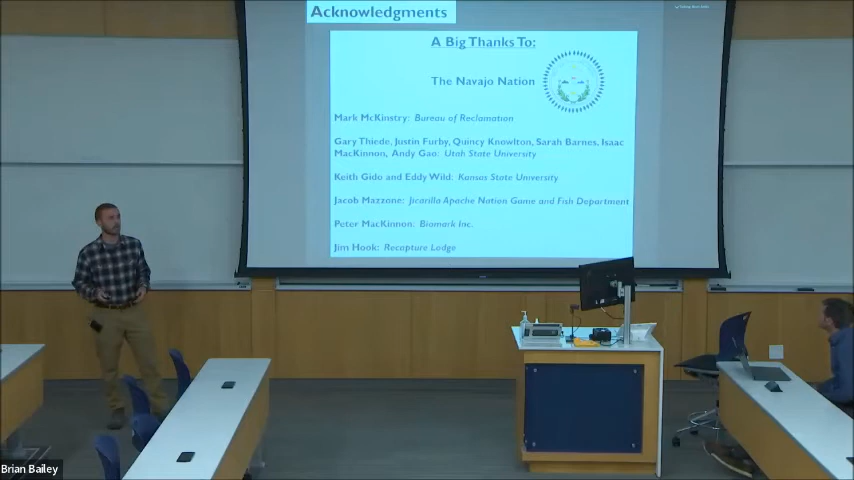 Acknowledgments
A Big Thanks To:
The Navajo Nation
Mark McKinstry: Bureau of Reclamation
Gary Thiede, Justin Furby, Quincy Knowlton, Sarah Barnes, Isaac
MacKinnon, Andy Gao: Utah State University
Keith Gido and Eddy Wild: Kansas State University
Jacob Mazzone: Jicarilla Apache Nation Game and Fish Department
Peter MacKinnon: Biomark Inc.
Jim Hook: Recapture Lodge
Brian Bailey